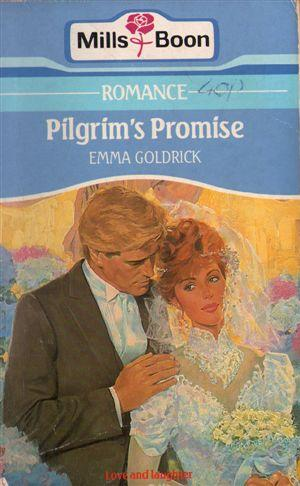 Mills Boon
ROMANCE
40p
Pilgrim's Promise
EMMA GOLDRICK
Love and laughter